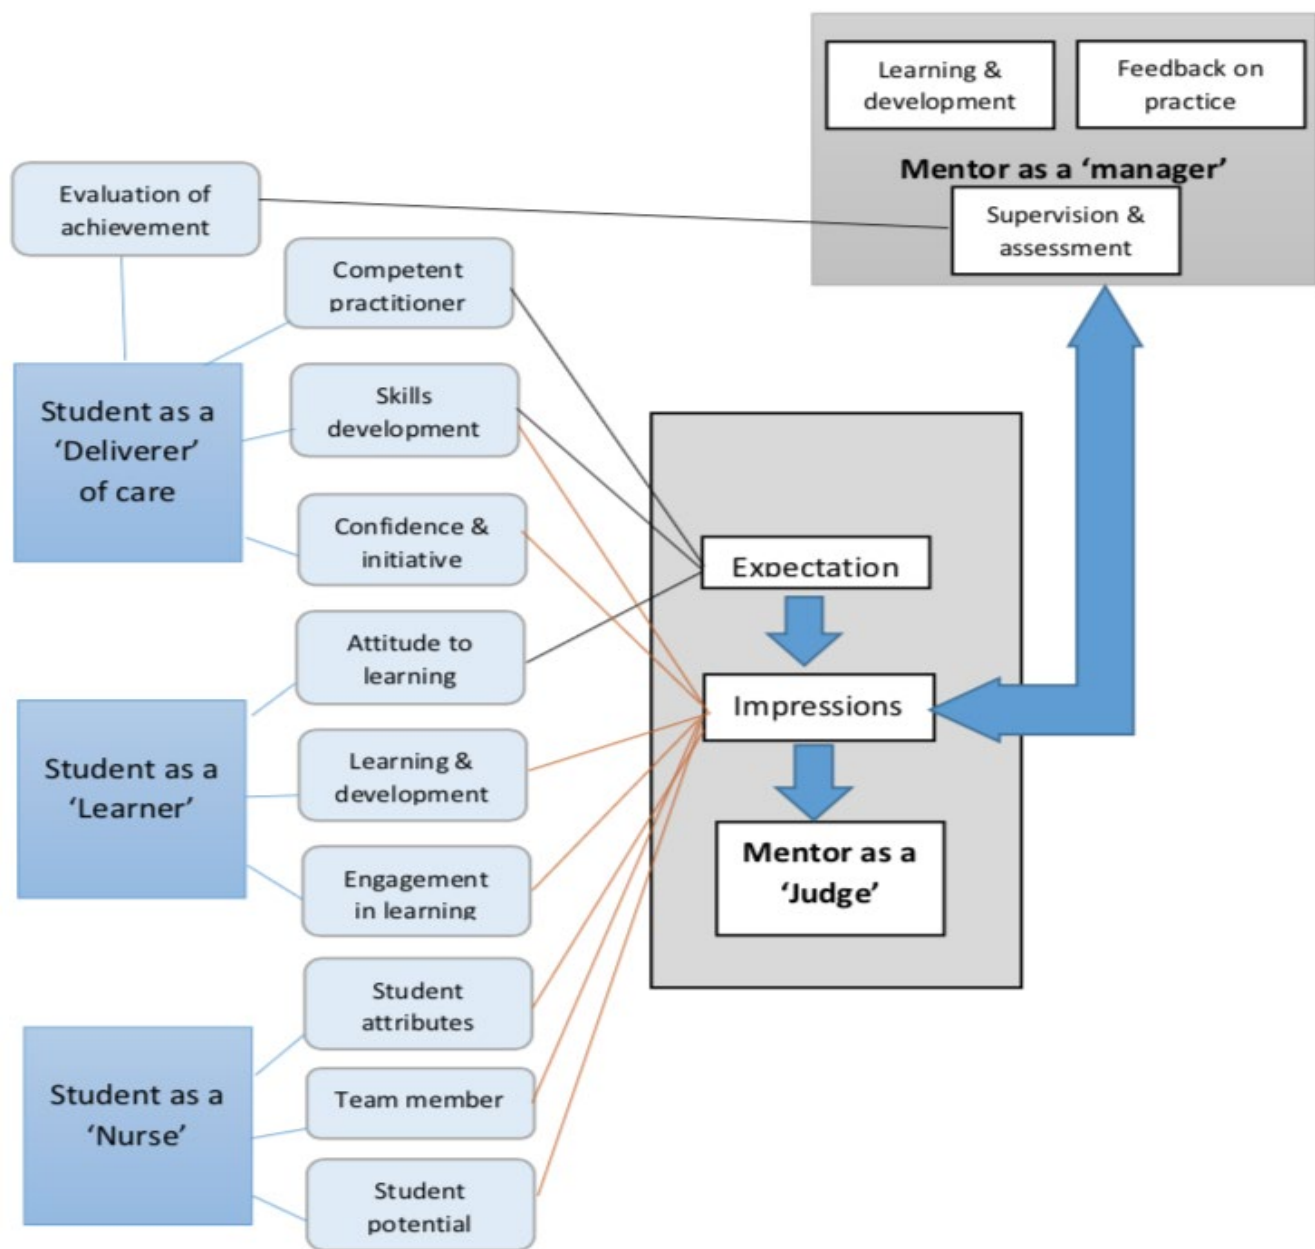 Learning &
development
Feedback on
practice
Mentor as a ‘manager’
Supervision &
assessment
Evaluation of
achievement
Competent
practitioner
Skills
development
Confidence &
initiative
Attitude to
learning
Learning &
development
Engagement
in learning
Student
attributes
Team member
Student
potential
Student as a
‘Deliverer’
of care
Student as a
‘Learner’
Student as a
‘Nurse’
Expectation
Impressions
Mentor as a
‘Judge’